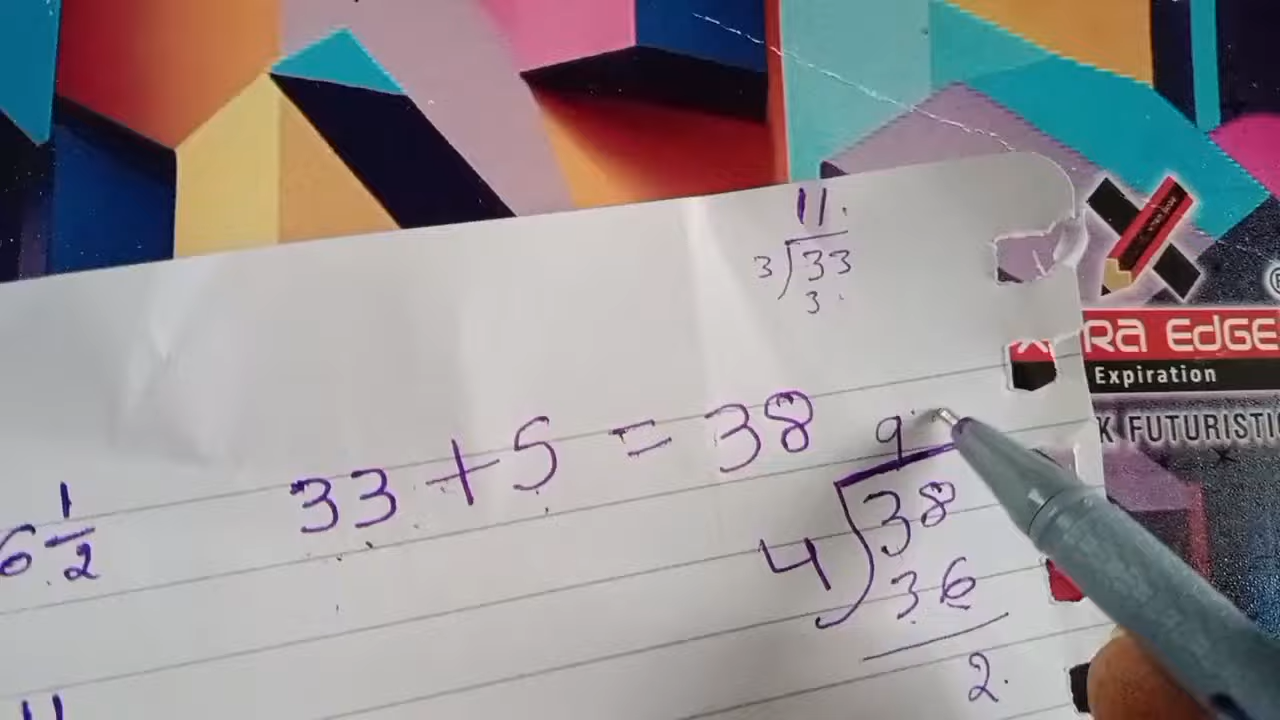 11.
3)33
3
33+5 = 38
6 1/2
9
4)38
36
2.
11
RA EDGE
Expiration
K FUTURISTI